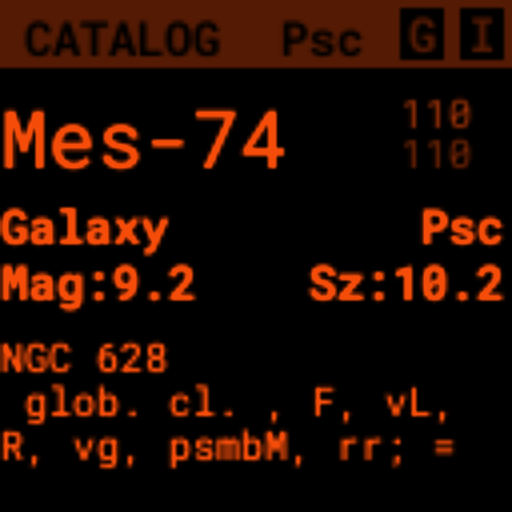 CATALOG Psc G I
Mes-74 110
110
Galaxy Psc
Mag:9.2 Sz:10.2
NGC 628
glob. cl. , F, vL,
R, vg, psmbM, rr; =